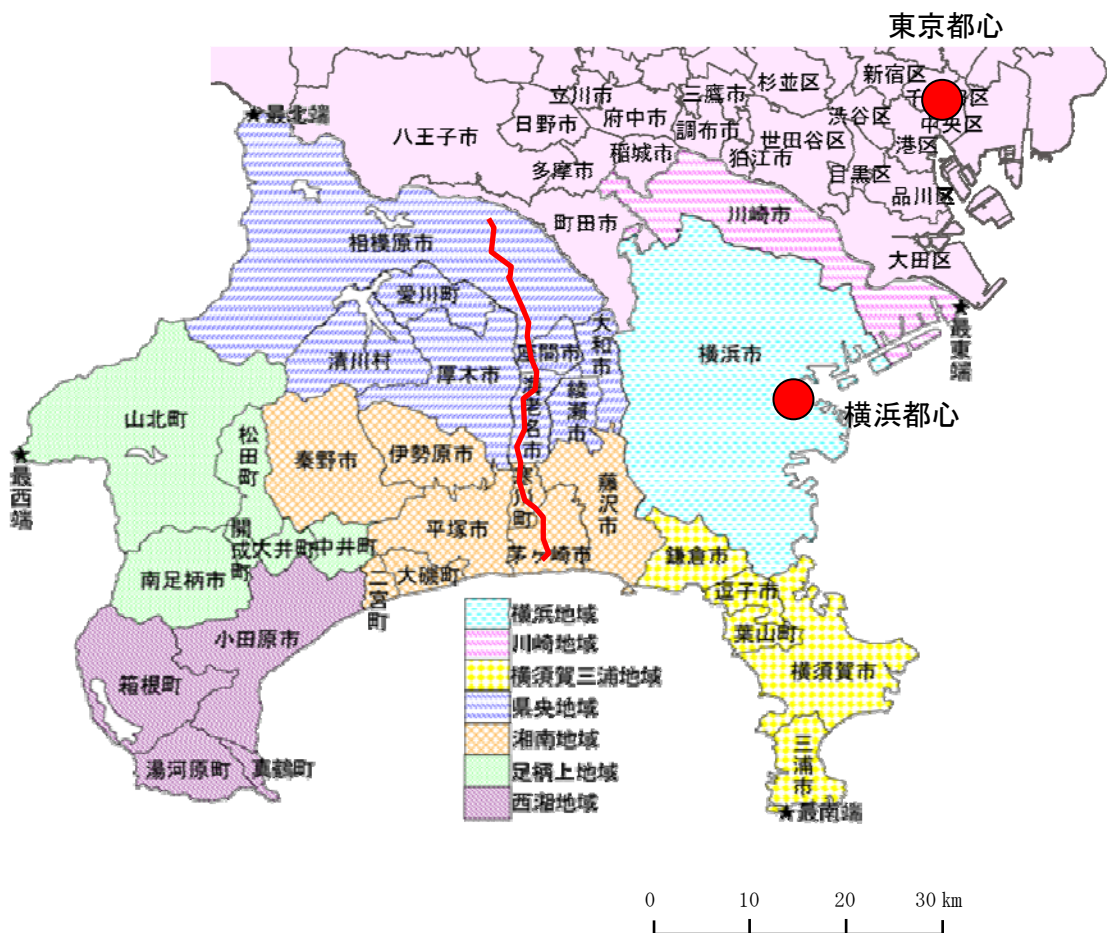 東京都心
杉並区
新宿区
立川市
三鷹市
渋谷区
中央区
★最北端
八王子市
日野市
府中市
調布市
世田谷区
港区
稲城市
狛江市
多摩市
目黒区
品川区
町田市
川崎市
相模原市
大田区
愛川町
大和市
★最東端
座間市
横浜市
清川村
厚木市
海老名市
綾瀬市
横浜都心
山北町
松田町
秦野市
伊勢原市
★最西端
寒川町
藤沢市
開成町
大井町
中井町
平塚市
茅ヶ崎市
鎌倉市
南足柄市
大磯町
二宮町
逗子市
葉山町
小田原市
横須賀市
箱根町
三浦市
湯河原町
真鶴町
★最南端
横浜地域
川崎地域
横須賀三浦地域
県央地域
湘南地域
足柄上地域
西湘地域
0 10 20 30 km